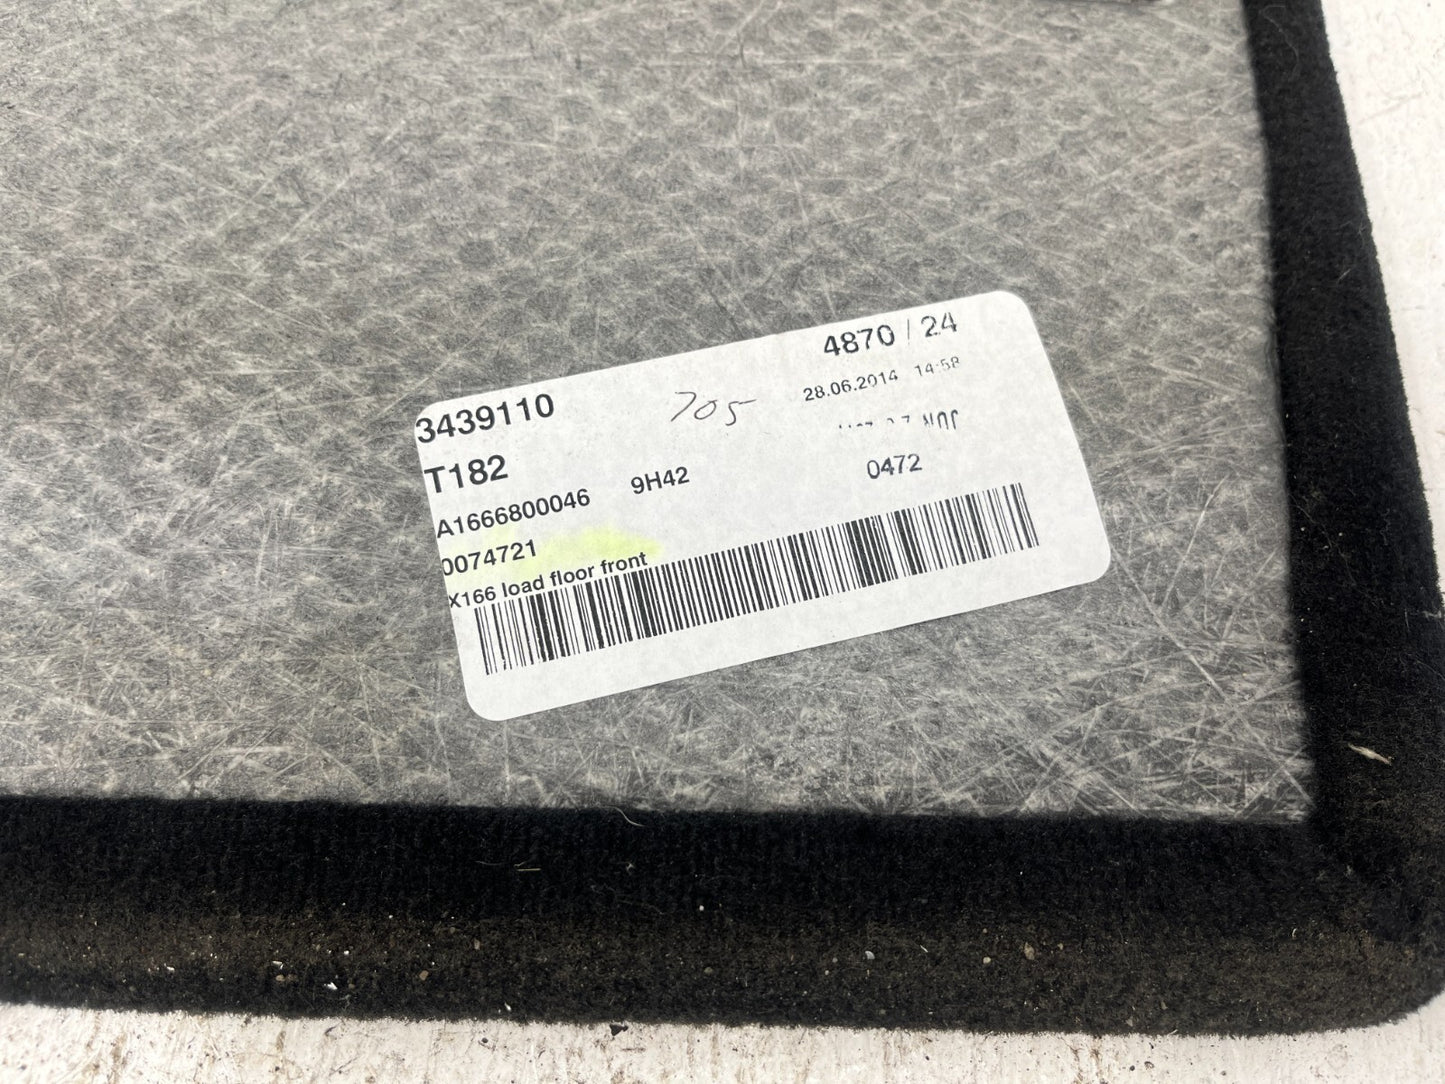 4870 / 24
3439110
705
28.06.2014 14:58
T182
0472
A1666800046 9H42
0074721
X166 load floor front